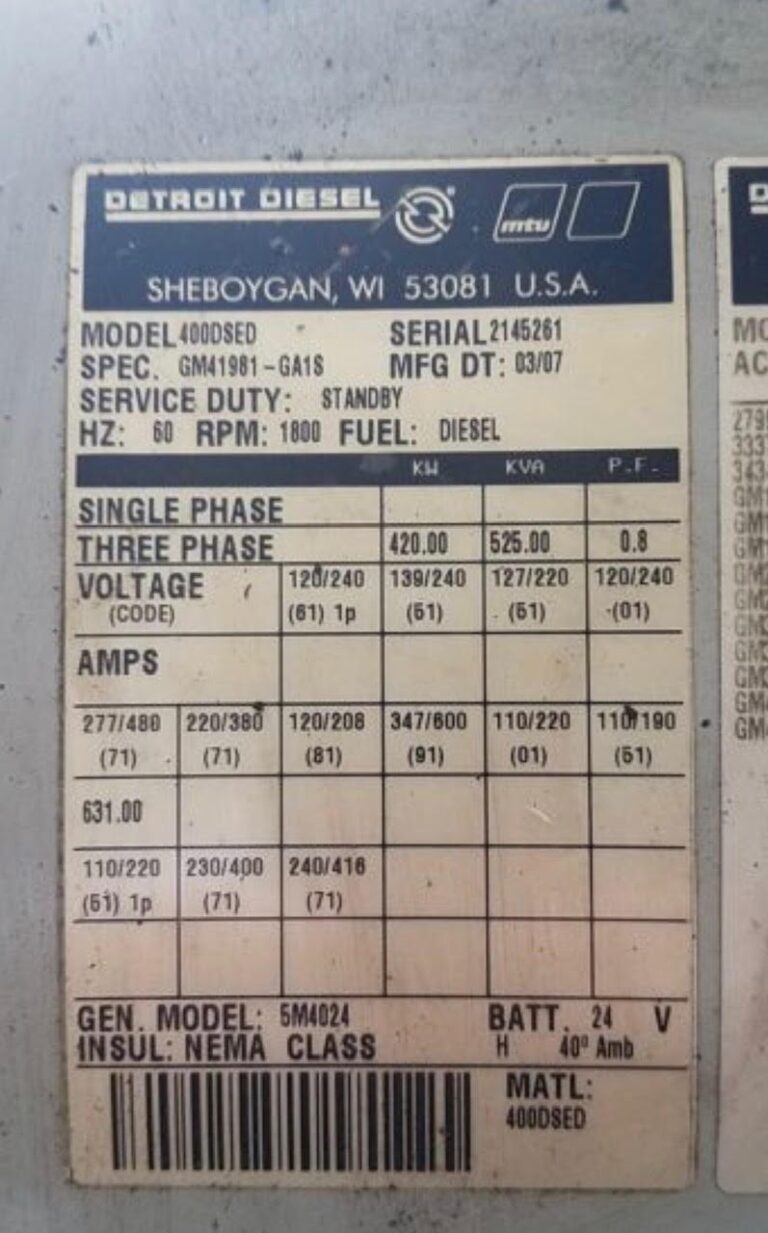 DETROIT DIESEL mtu
SHEBOYGAN, WI 53081 U.S.A.
MODEL 400DSED SERIAL 2145261
SPEC. GM41981-GA1S MFG DT: 03/07
SERVICE DUTY: STANDBY
HZ: 60 RPM: 1800 FUEL: DIESEL
KW KVA P.F.
SINGLE PHASE
THREE PHASE 420.00 525.00 0.8
VOLTAGE 120/240 139/240 127/220 120/240
(CODE) (61) 1p (51) (51) (01)
AMPS
277/480 220/380 120/208 347/600 110/220 110/190
(71) (71) (81) (91) (01) (51)
631.00
110/220 230/400 240/416
(51) 1p (71) (71)
GEN. MODEL: 5M4024 BATT. 24 V
INSUL: NEMA CLASS H 40º Amb
MATL:
400DSED